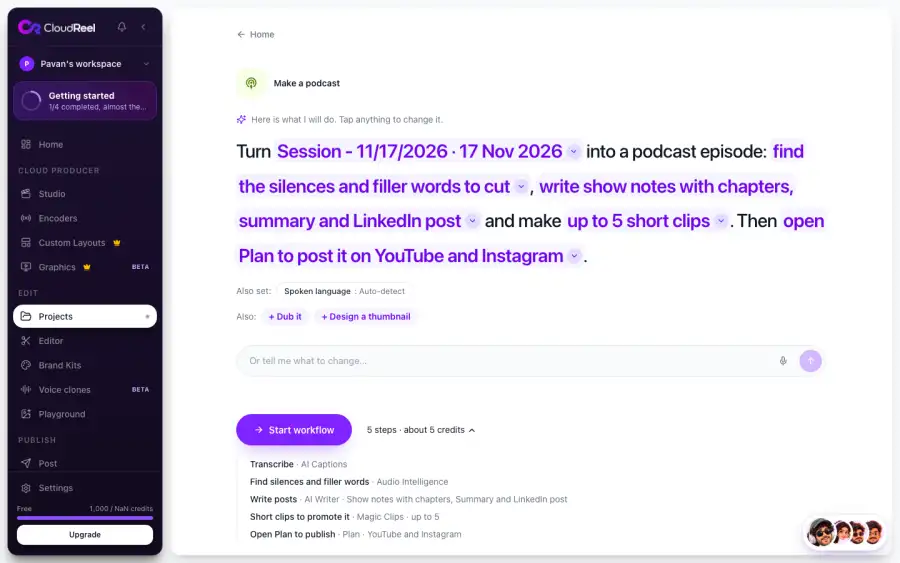 CloudReel
Pavan's workspace
Getting started
1/4 completed, almost the...
Home
CLOUD PRODUCER
Studio
Encoders
Custom Layouts
Graphics BETA
EDIT
Projects
Editor
Brand Kits
Voice clones BETA
Playground
PUBLISH
Post
Settings
Free 1,000 / NaN credits
Upgrade
← Home
Make a podcast
Here is what I will do. Tap anything to change it.
Turn Session - 11/17/2026 · 17 Nov 2026 into a podcast episode: find
the silences and filler words to cut , write show notes with chapters,
summary and LinkedIn post and make up to 5 short clips . Then open
Plan to post it on YouTube and Instagram .
Also set: Spoken language : Auto-detect
Also: + Dub it + Design a thumbnail
Or tell me what to change...
→ Start workflow 5 steps · about 5 credits
Transcribe · AI Captions
Find silences and filler words · Audio Intelligence
Write posts · AI Writer · Show notes with chapters, Summary and LinkedIn post
Short clips to promote it · Magic Clips · up to 5
Open Plan to publish · Plan · YouTube and Instagram